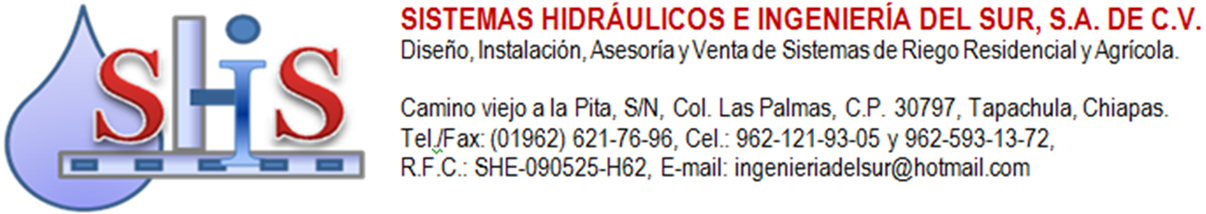 SHiS
SISTEMAS HIDRÁULICOS E INGENIERÍA DEL SUR, S.A. DE C.V.
Diseño, Instalación, Asesoría y Venta de Sistemas de Riego Residencial y Agrícola.
Camino viejo a la Pita, S/N, Col. Las Palmas, C.P. 30797, Tapachula, Chiapas.
Tel./Fax: (01962) 621-76-96, Cel.: 962-121-93-05 y 962-593-13-72,
R.F.C.: SHE-090525-H62, E-mail: ingenieriadelsur@hotmail.com